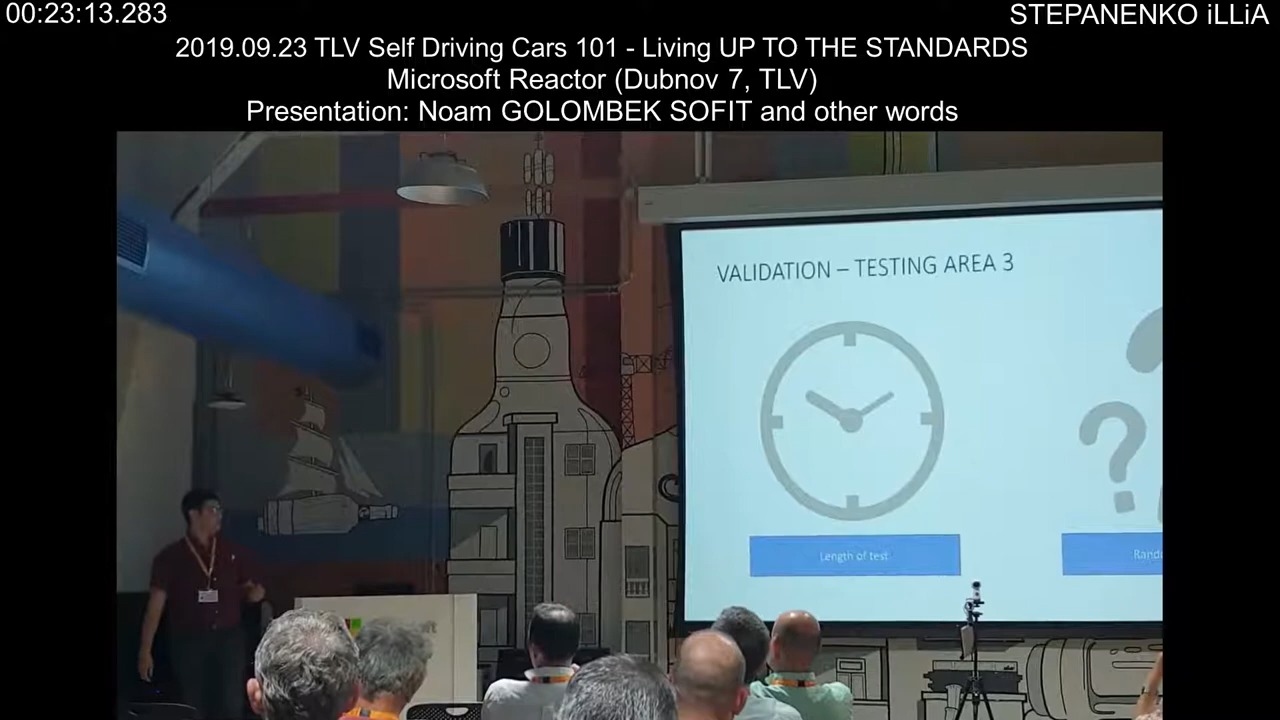 00:23:13.283
STEPANENKO iLLiA
2019.09.23 TLV Self Driving Cars 101 - Living UP TO THE STANDARDS
Microsoft Reactor (Dubnov 7, TLV)
Presentation: Noam GOLOMBEK SOFIT and other words
VALIDATION – TESTING AREA 3
Length of test